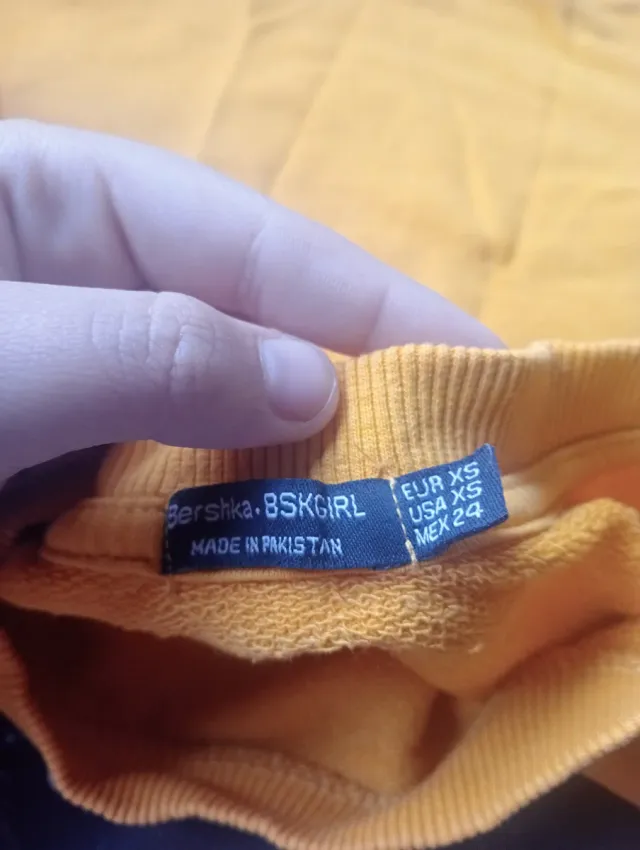 Bershka • BSKGIRL
MADE IN PAKISTAN
EUR XS
USA XS
MEX 24